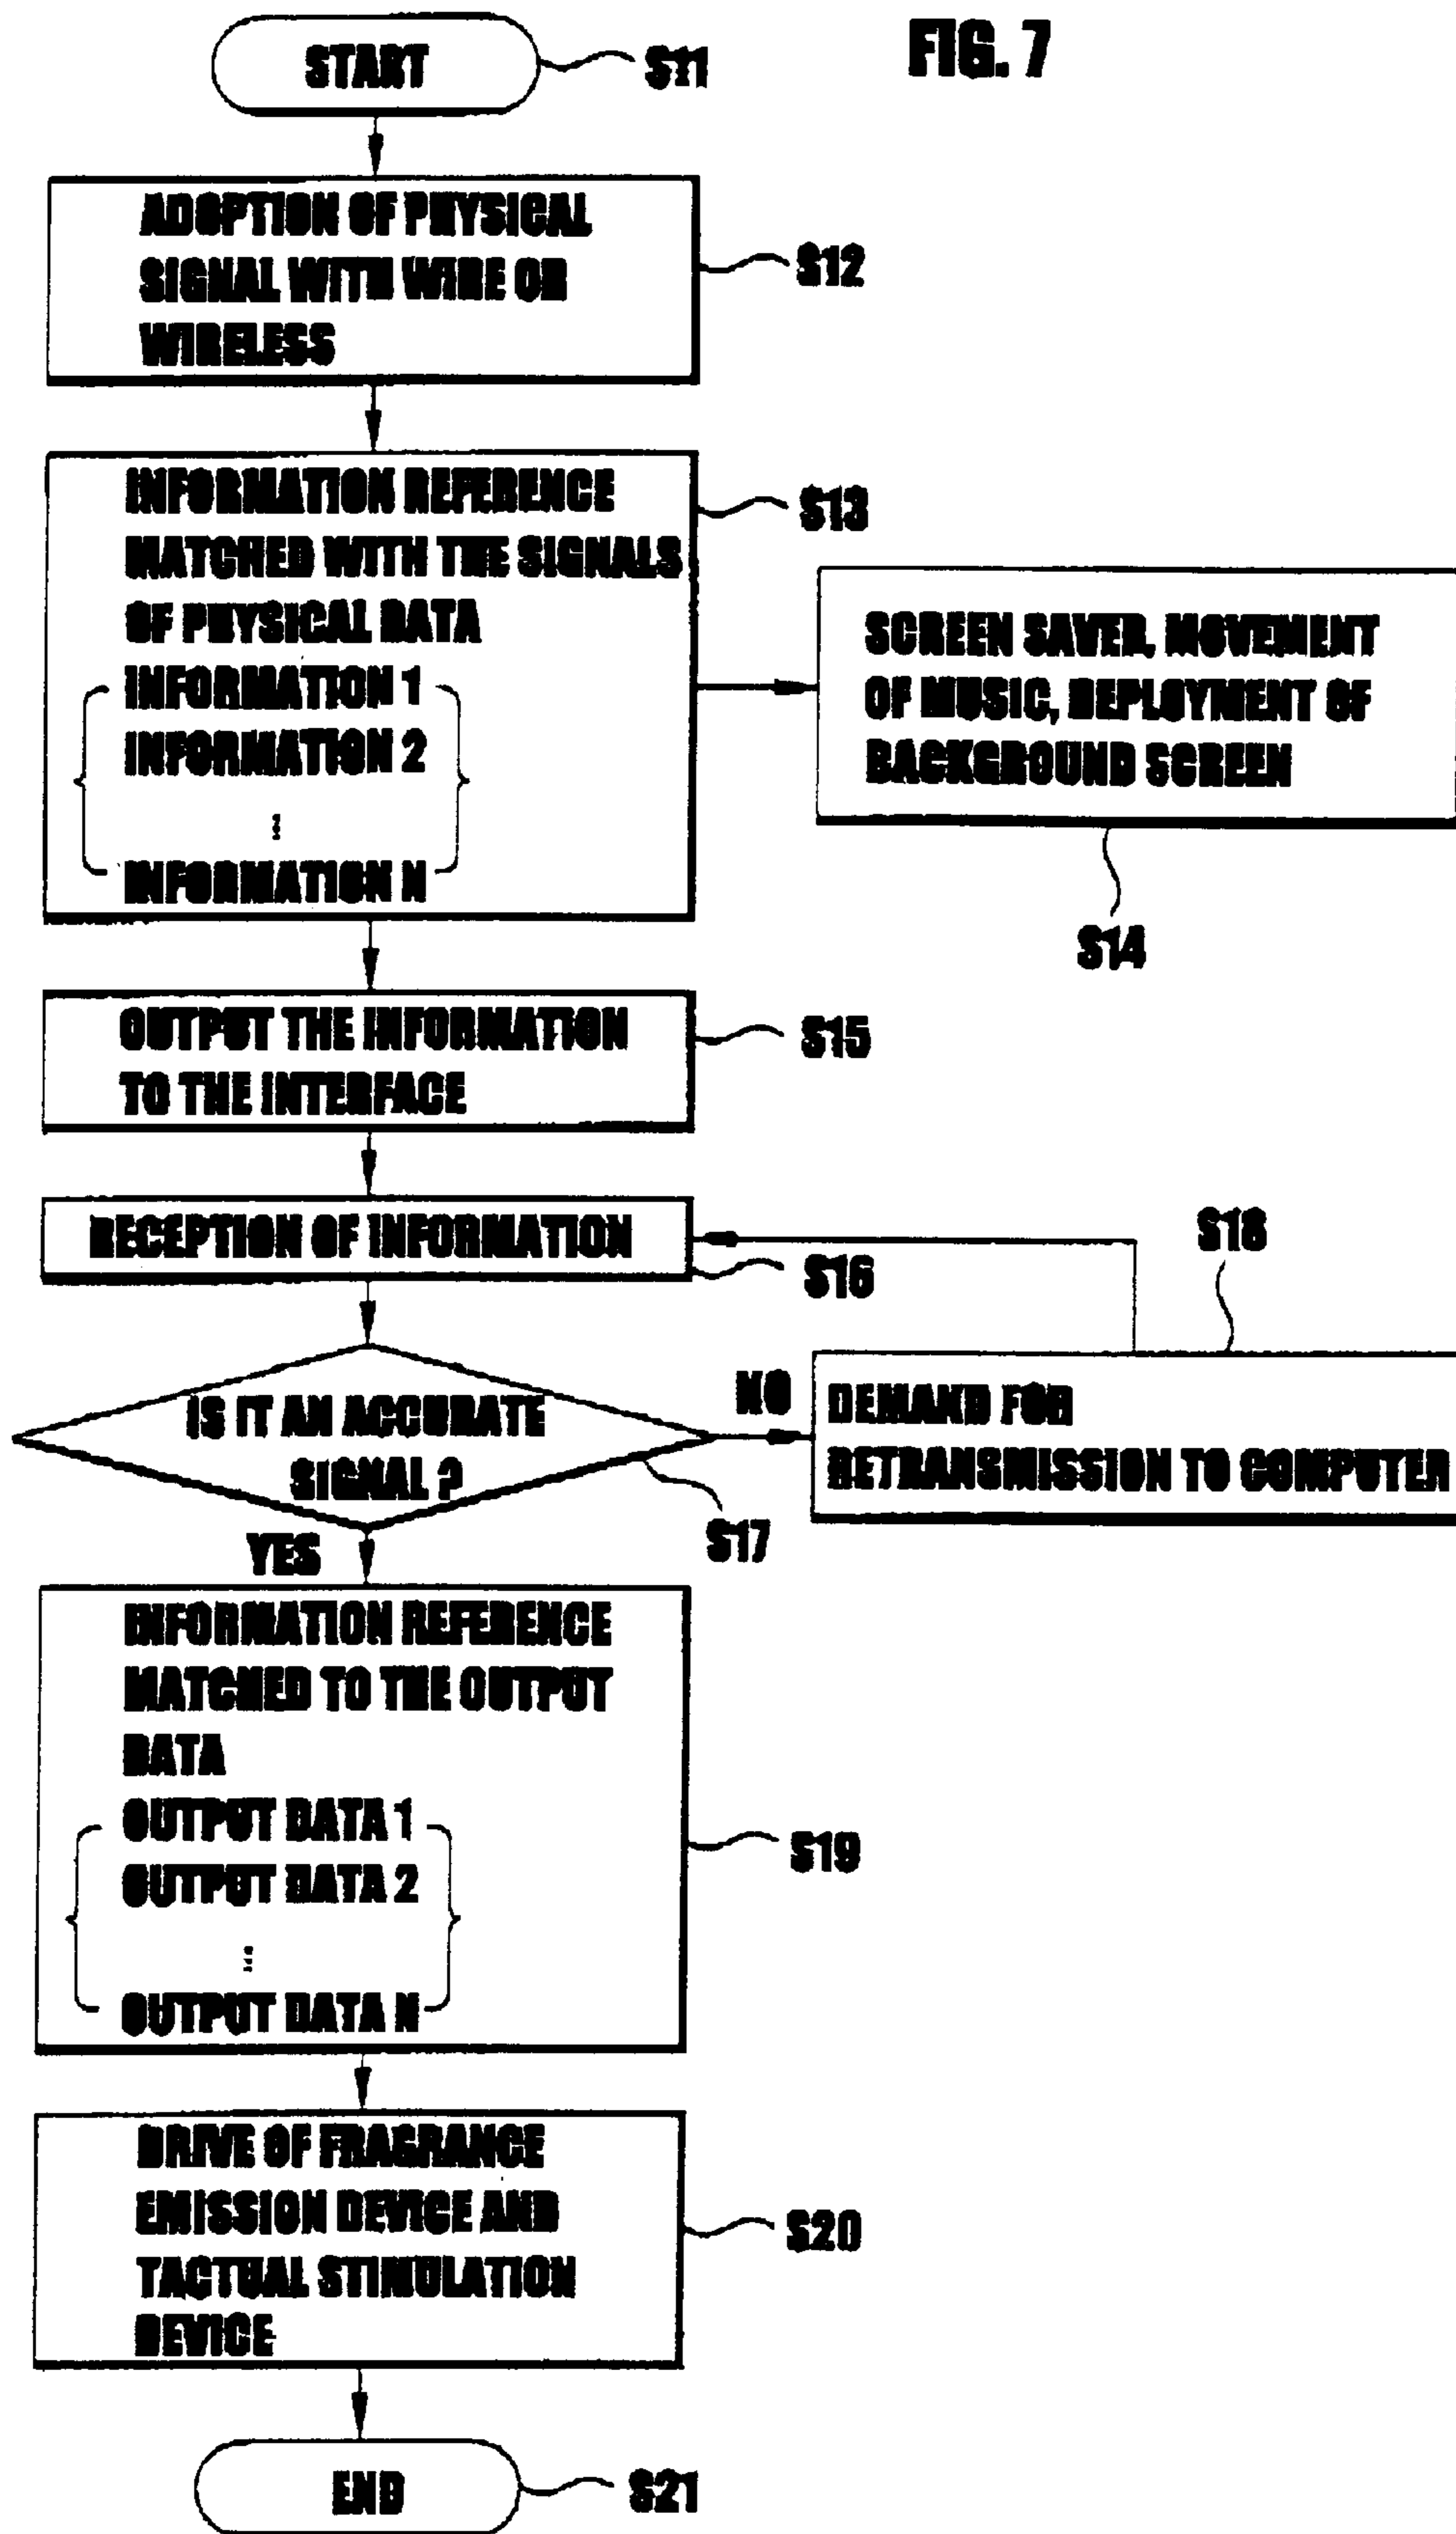 FIG. 7
START
S11
ADOPTION OF PHYSICAL
SIGNAL WITH WIRE OR
WIRELESS
S12
INFORMATION REFERENCE
MATCHED WITH THE SIGNALS
OF PHYSICAL DATA
INFORMATION 1
INFORMATION 2
⋮
INFORMATION N
S13
SCREEN SAVER, MOVEMENT
OF MUSIC, DEPLOYMENT OF
BACKGROUND SCREEN
S14
OUTPUT THE INFORMATION
TO THE INTERFACE
S15
RECEPTION OF INFORMATION
S16
IS IT AN ACCURATE
SIGNAL ?
S17
NO
DEMAND FOR
RETRANSMISSION TO COMPUTER
S18
YES
INFORMATION REFERENCE
MATCHED TO THE OUTPUT
DATA
OUTPUT DATA 1
OUTPUT DATA 2
⋮
OUTPUT DATA N
S19
DRIVE OF FRAGRANCE
EMISSION DEVICE AND
TACTUAL STIMULATION
DEVICE
S20
END
S21